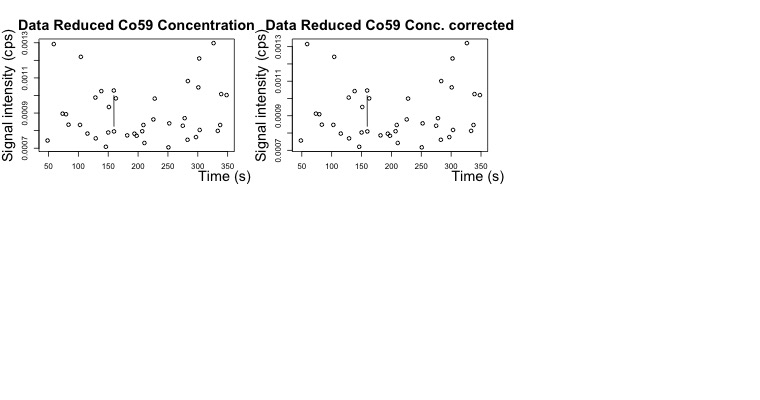 Data Reduced Co59 Concentration
Signal intensity (cps)
0.0013
0.0011
0.0009
0.0007
50 100 150 200 250 300 350
Time (s)
Data Reduced Co59 Conc. corrected
Signal intensity (cps)
0.0013
0.0011
0.0009
0.0007
50 100 150 200 250 300 350
Time (s)